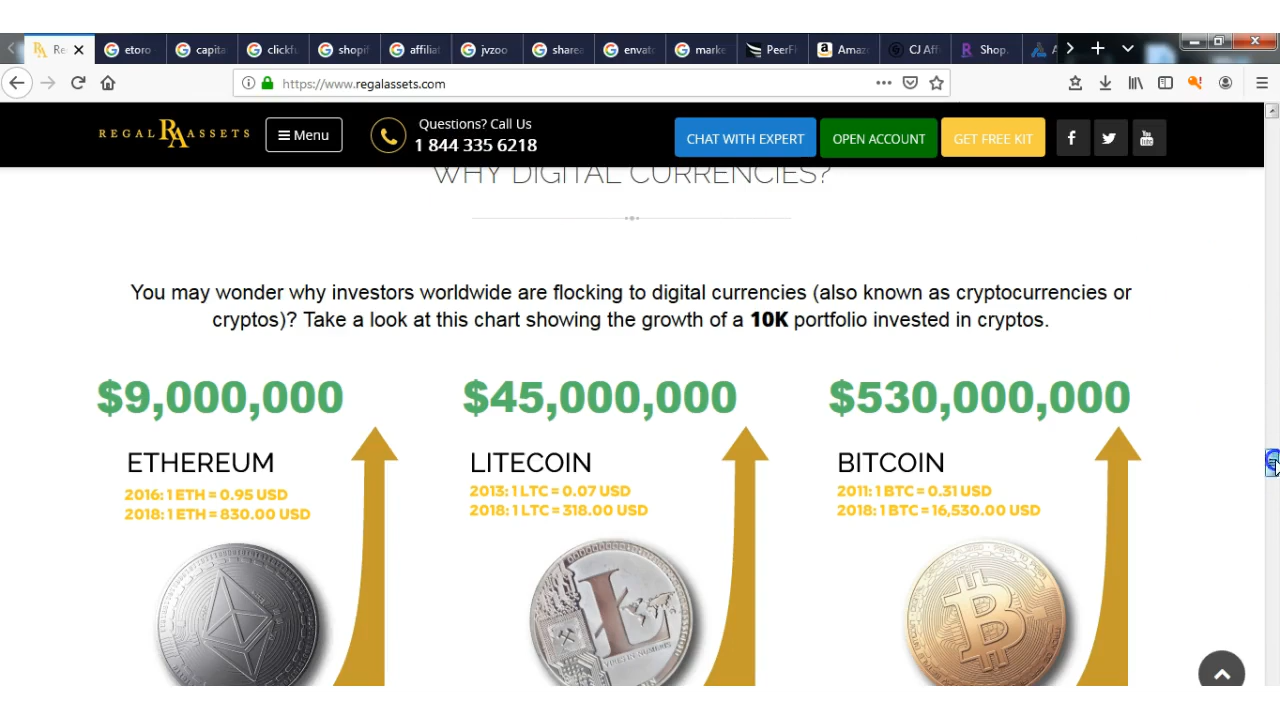 Re
etoro
capita
clickfu
shopif
affiliat
jvzoo
sharea
envato
marke
PeerFl
Amaz
CJ Aff
Shop.
https://www.regalassets.com
REGAL RA ASSETS
Menu
Questions? Call Us
1 844 335 6218
CHAT WITH EXPERT
OPEN ACCOUNT
GET FREE KIT
WHY DIGITAL CURRENCIES?
You may wonder why investors worldwide are flocking to digital currencies (also known as cryptocurrencies or
cryptos)? Take a look at this chart showing the growth of a 10K portfolio invested in cryptos.
$9,000,000
ETHEREUM
2016: 1 ETH = 0.95 USD
2018: 1 ETH = 830.00 USD
$45,000,000
LITECOIN
2013: 1 LTC = 0.07 USD
2018: 1 LTC = 318.00 USD
$530,000,000
BITCOIN
2011: 1 BTC = 0.31 USD
2018: 1 BTC = 16,530.00 USD